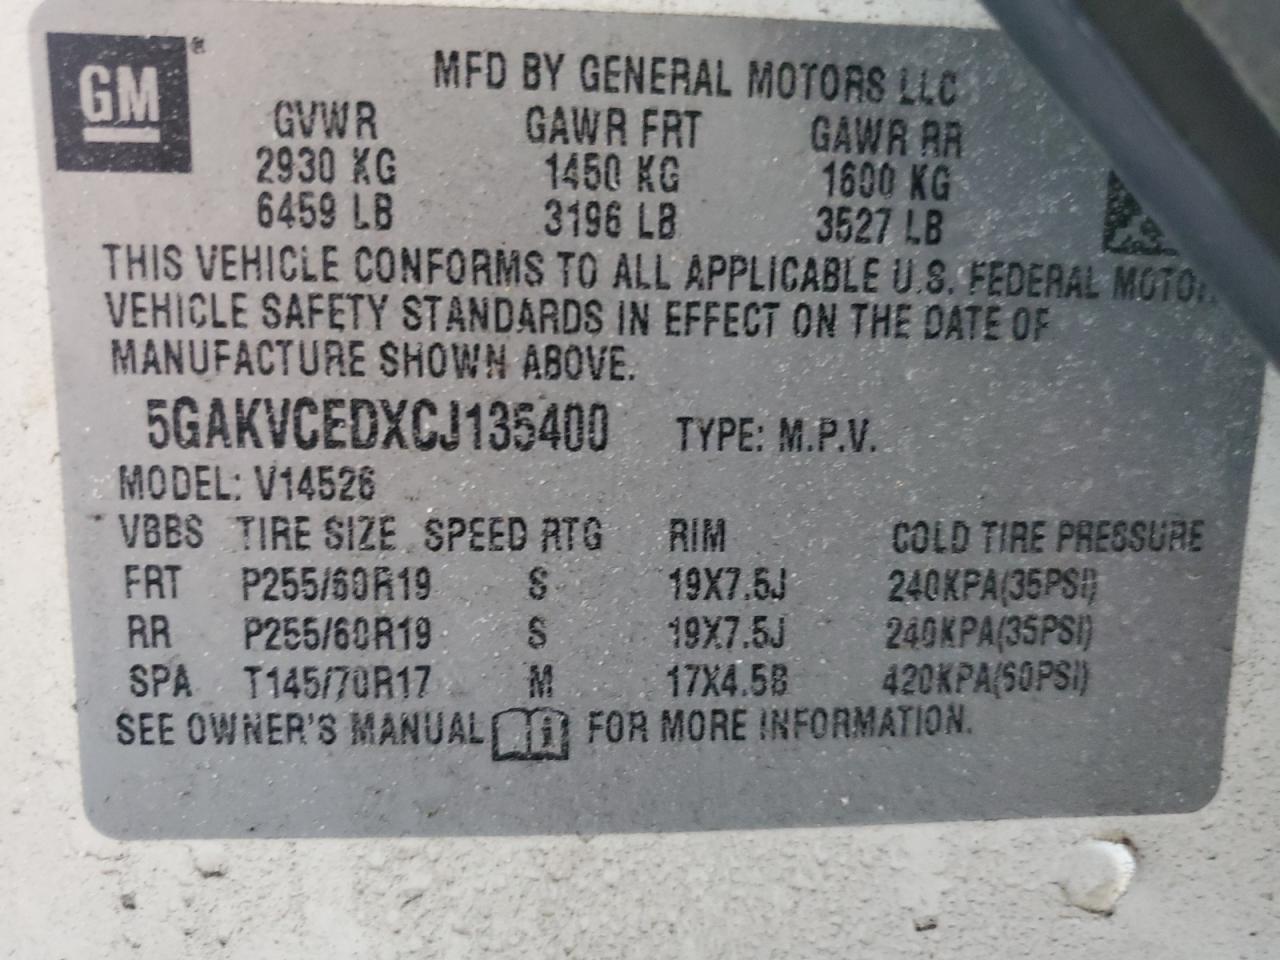 GM ®
MFD BY GENERAL MOTORS LLC
GVWR GAWR FRT GAWR RR
2930 KG 1450 KG 1600 KG
6459 LB 3196 LB 3527 LB
THIS VEHICLE CONFORMS TO ALL APPLICABLE U.S. FEDERAL MOTOR
VEHICLE SAFETY STANDARDS IN EFFECT ON THE DATE OF
MANUFACTURE SHOWN ABOVE.
5GAKVCEDXCJ135400 TYPE: M.P.V.
MODEL: V14526
VBBS TIRE SIZE SPEED RTG RIM COLD TIRE PRESSURE
FRT P255/60R19 S 19X7.5J 240KPA(35PSI)
RR P255/60R19 S 19X7.5J 240KPA(35PSI)
SPA T145/70R17 M 17X4.5B 420KPA(60PSI)
SEE OWNER'S MANUAL FOR MORE INFORMATION.